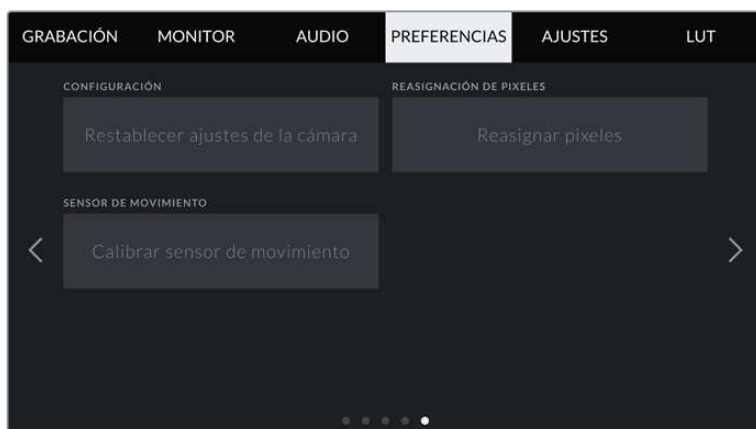 GRABACIÓN MONITOR AUDIO PREFERENCIAS AJUSTES LUT
CONFIGURACIÓN REASIGNACIÓN DE PIXELES
Restablecer ajustes de la cámara Reasignar pixeles
SENSOR DE MOVIMIENTO
Calibrar sensor de movimiento